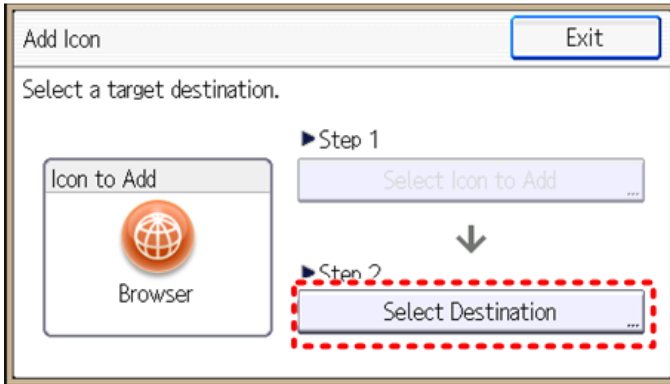 Add Icon
Exit
Select a target destination.
▶Step 1
Icon to Add
Select Icon to Add
...
▶Step 2
Browser
Select Destination
...